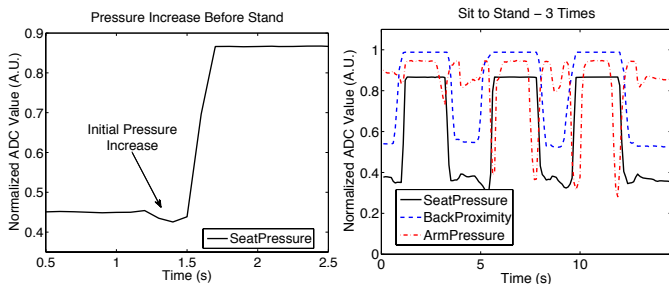 Pressure Increase Before Stand
Normalized ADC Value (A.U.)
0.9
0.8
0.7
0.6
0.5
0.4
Initial Pressure
Increase
SeatPressure
0.5
1
1.5
2
2.5
Time (s)
Sit to Stand – 3 Times
Normalized ADC Value (A.U.)
1
0.8
0.6
0.4
0.2
0
SeatPressure
BackProximity
ArmPressure
0
5
10
Time (s)